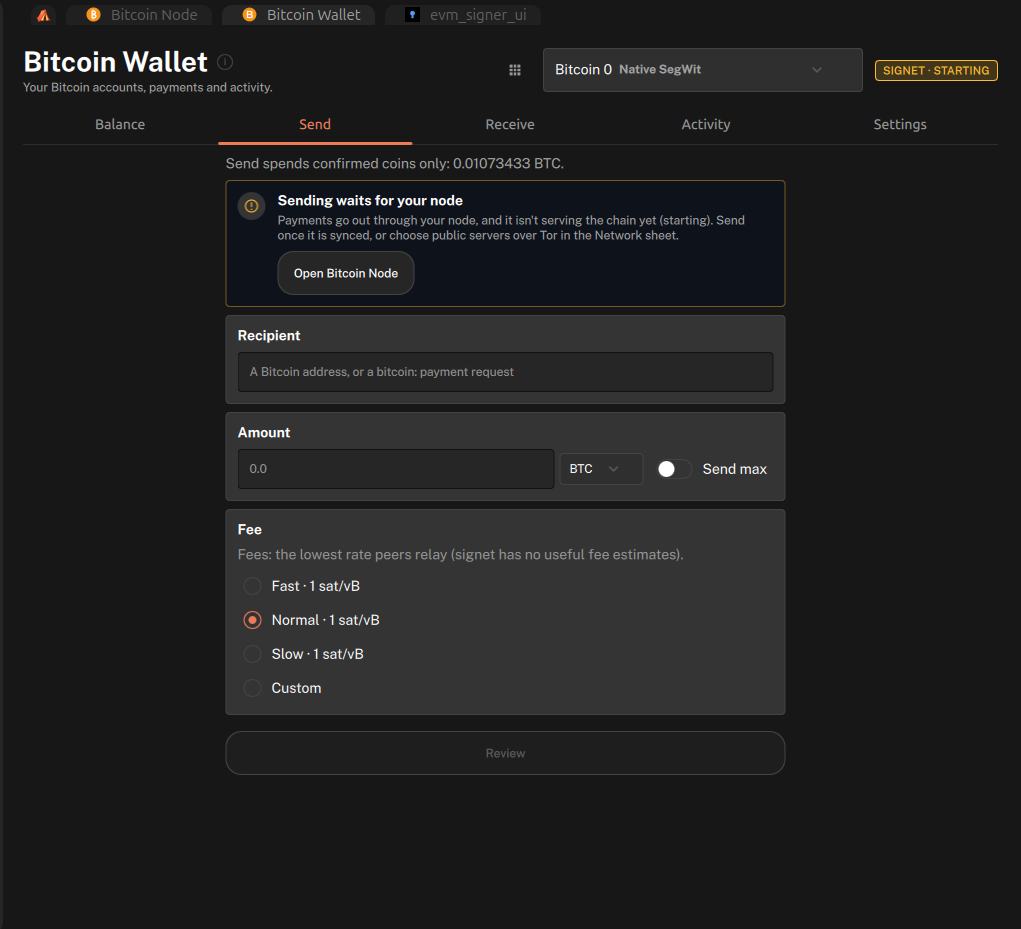 Bitcoin Node
Bitcoin Wallet
evm_signer_ui
Bitcoin Wallet
Your Bitcoin accounts, payments and activity.
Bitcoin 0 Native SegWit
SIGNET · STARTING
Balance
Send
Receive
Activity
Settings
Send spends confirmed coins only: 0.01073433 BTC.
Sending waits for your node
Payments go out through your node, and it isn't serving the chain yet (starting). Send
once it is synced, or choose public servers over Tor in the Network sheet.
Open Bitcoin Node
Recipient
A Bitcoin address, or a bitcoin: payment request
Amount
0.0
BTC
Send max
Fee
Fees: the lowest rate peers relay (signet has no useful fee estimates).
Fast · 1 sat/vB
Normal · 1 sat/vB
Slow · 1 sat/vB
Custom
Review